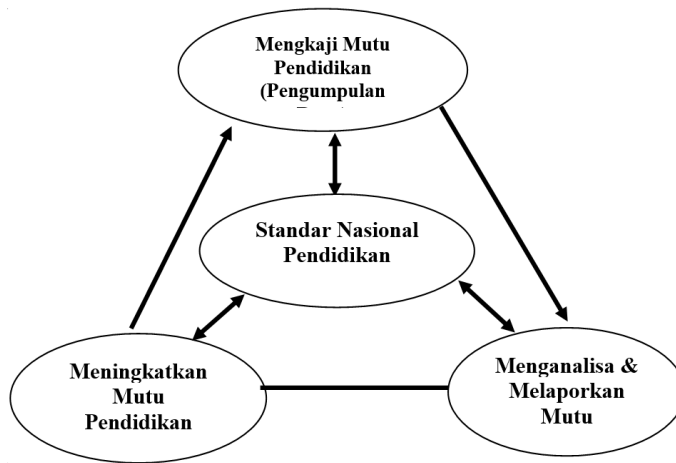 Mengkaji Mutu
Pendidikan
(Pengumpulan
Standar Nasional
Pendidikan
Meningkatkan
Mutu
Pendidikan
Menganalisa &
Melaporkan
Mutu